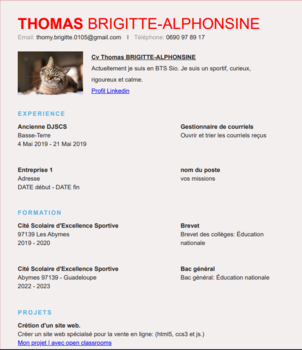 THOMAS BRIGITTE-ALPHONSINE
Email: thomy.brigitte.0105@gmail.com I Téléphone: 0690 97 89 17
Cv Thomas BRIGITTE-ALPHONSINE
Actuellement je suis en BTS Sio. Je suis un sportif, curieux,
rigoureux et calme.
Profil Linkedin
EXPERIENCE
Ancienne DJSCS
Basse-Terre
4 Mai 2019 - 21 Mai 2019
Gestionnaire de courriels
Ouvrir et trier les courriels reçus
Entreprise 1
Adresse
DATE début - DATE fin
nom du poste
vos missions
FORMATION
Cité Scolaire d'Excellence Sportive
97139 Les Abymes
2019 - 2020
Brevet
Brevet des collèges: Éducation
nationale
Cité Scolaire d'Excellence Sportive
Abymes 97139 - Guadeloupe
2022 - 2023
Bac général
Bac général: Éducation nationale
PROJETS
Crétion d'un site web.
Créer un site web spécialsé pour la vente en ligne: (html5, ccs3 et js.)
Mon projet ( avec open classrooms